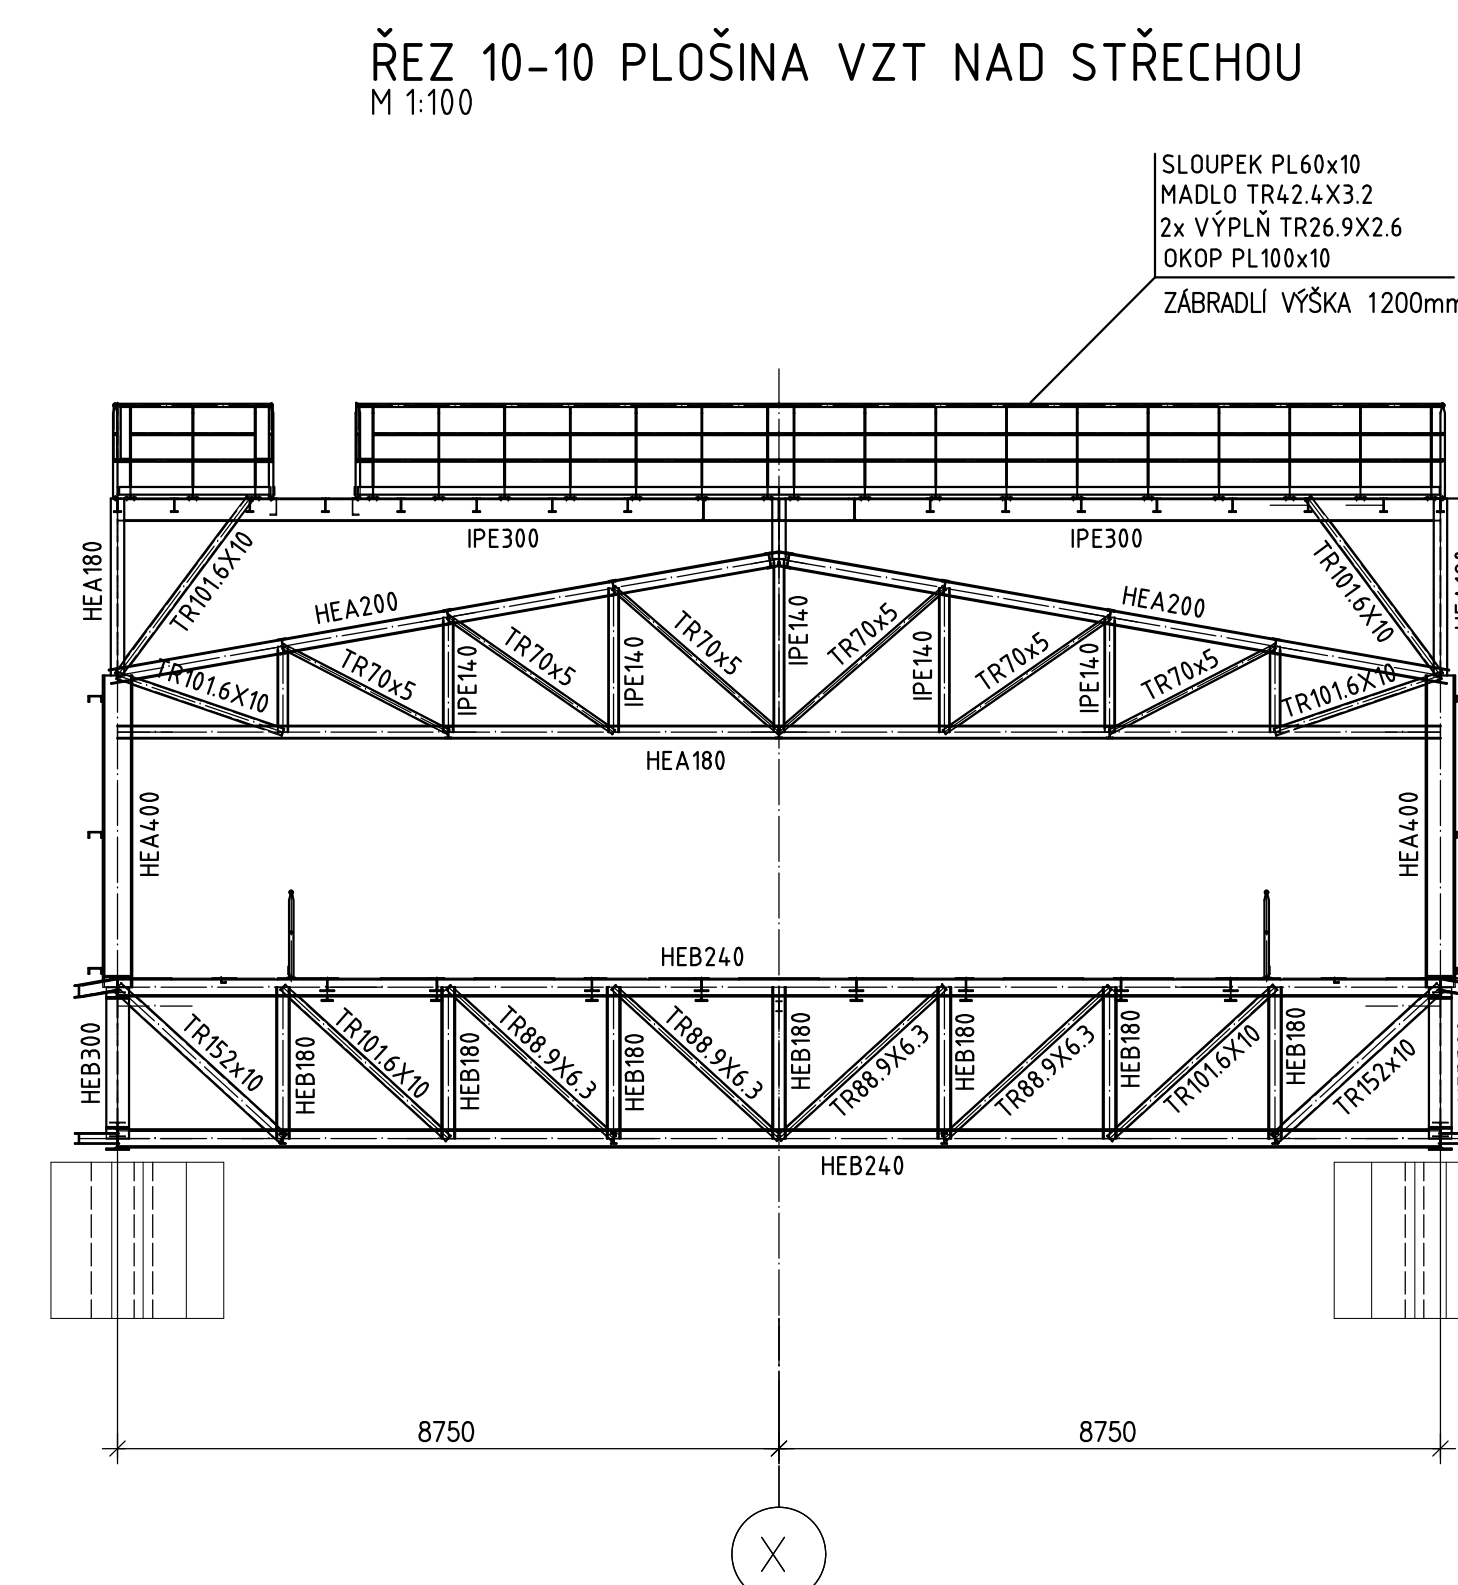 ŘEZ 10-10 PLOŠINA VZT NAD STŘECHOU
M 1:100
SLOUPEK PL60x10
MADLO TR42.4X3.2
2x VÝPLŇ TR26.9X2.6
OKOP PL100x10
ZÁBRADLÍ VÝŠKA 1200mm
IPE300
IPE300
HEA180
TR101.6X10
TR101.6X10
HEA200
HEA200
TR101.6X10
TR70x5
IPE140
TR70x5
IPE140
TR70x5
IPE140
TR70x5
IPE140
TR70x5
IPE140
TR70x5
TR101.6X10
HEA180
HEA400
HEA400
HEB240
HEB300
TR152x10
HEB180
TR101.6X10
HEB180
TR88.9X6.3
HEB180
TR88.9X6.3
HEB180
TR88.9X6.3
HEB180
TR88.9X6.3
HEB180
TR101.6X10
HEB180
TR152x10
HEB240
8750
8750
X